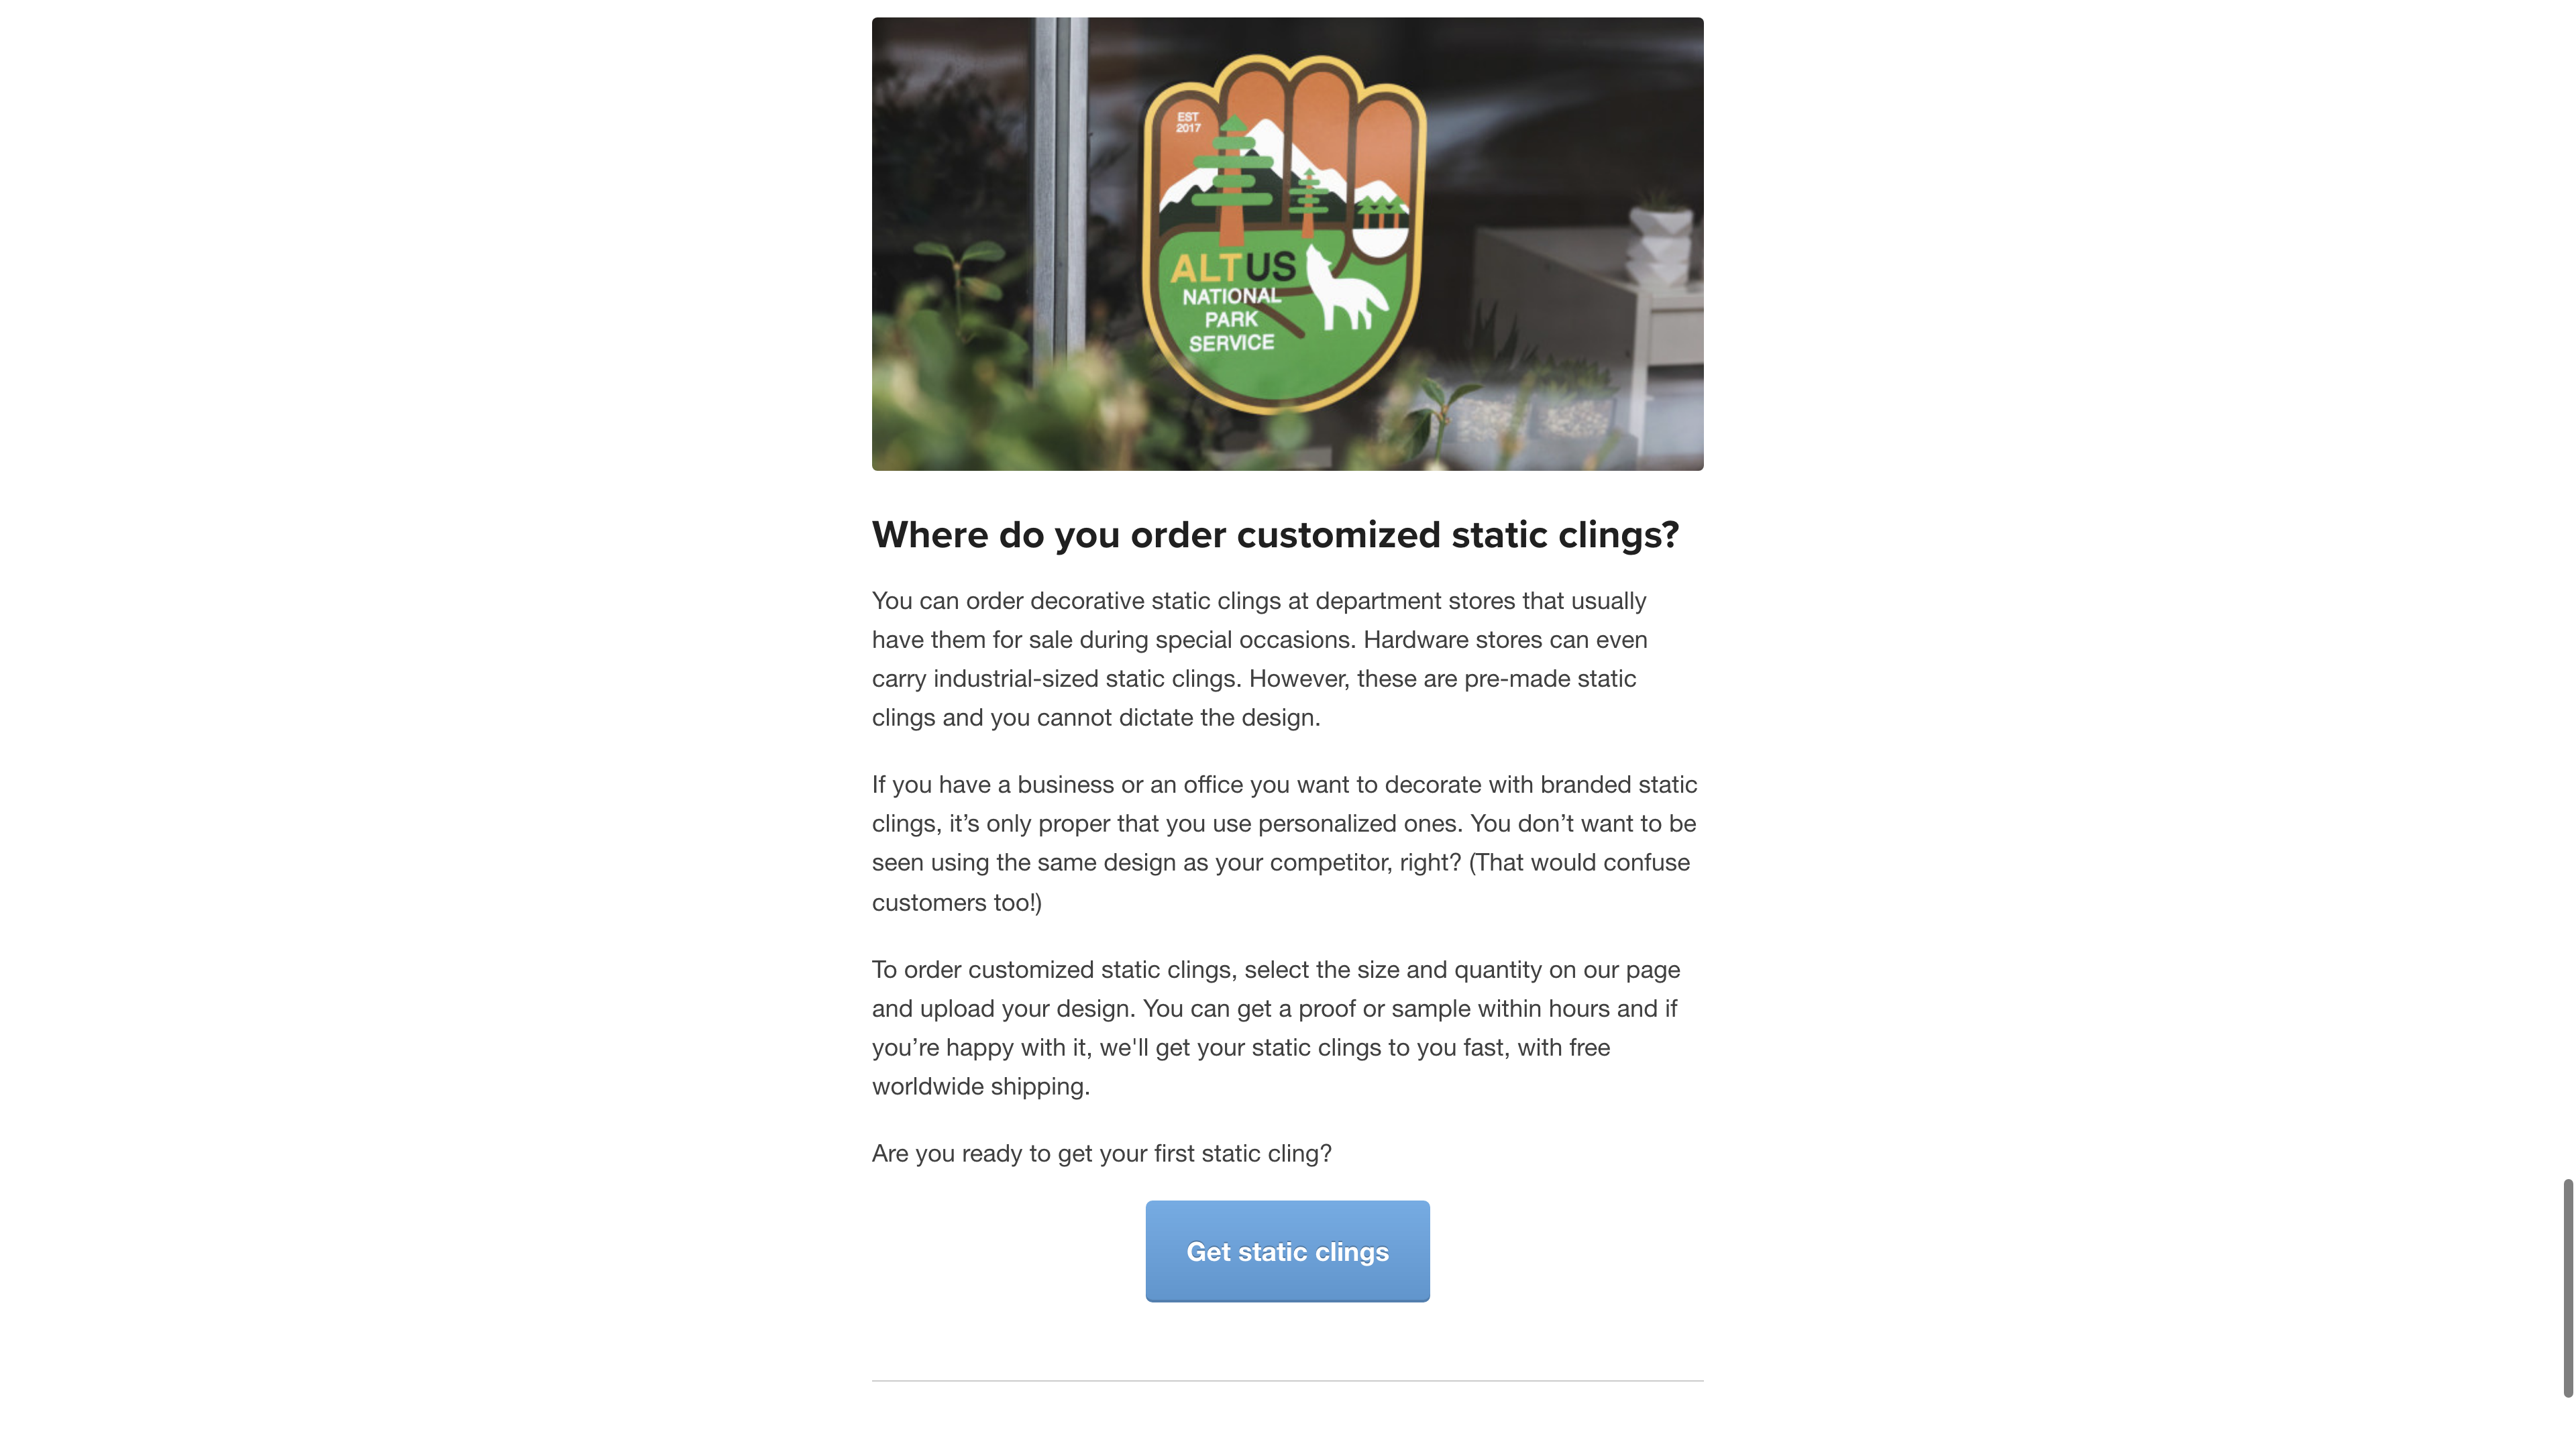 EST
2017
ALTUS
NATIONAL
PARK
SERVICE
Where do you order customized static clings?
You can order decorative static clings at department stores that usually
have them for sale during special occasions. Hardware stores can even
carry industrial-sized static clings. However, these are pre-made static
clings and you cannot dictate the design.
If you have a business or an office you want to decorate with branded static
clings, it’s only proper that you use personalized ones. You don’t want to be
seen using the same design as your competitor, right? (That would confuse
customers too!)
To order customized static clings, select the size and quantity on our page
and upload your design. You can get a proof or sample within hours and if
you’re happy with it, we'll get your static clings to you fast, with free
worldwide shipping.
Are you ready to get your first static cling?
Get static clings